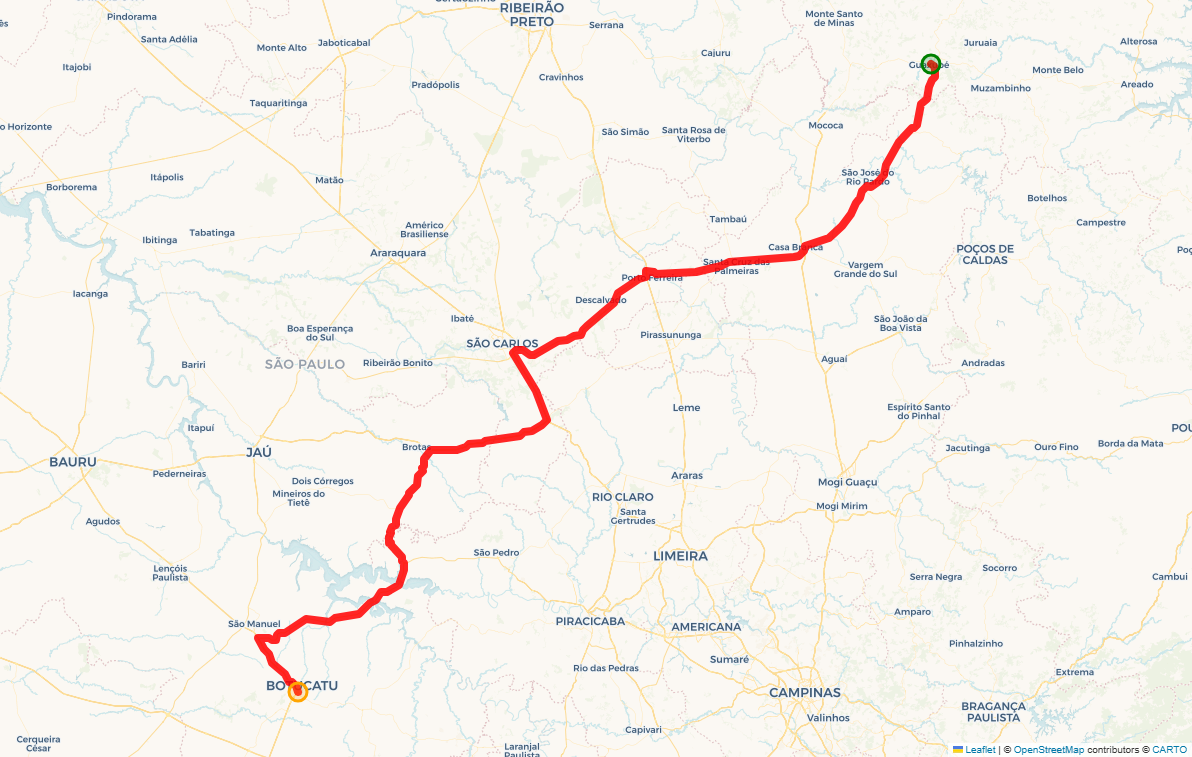 RIBEIRÃO
PRETO
Serrana
Monte Santo
de Minas
Pindorama
Santa Adélia
Monte Alto
Jaboticabal
Cajuru
Juruaia
Alterosa
Itajobi
Cravinhos
Guaxupé
Monte Belo
Pradópolis
Muzambinho
Areado
Taquaritinga
Horizonte
São Simão
Santa Rosa de
Viterbo
Mococa
Itápolis
Matão
São José do
Rio Pardo
Borborema
Botelhos
Tambaú
Campestre
Américo
Brasiliense
Tabatinga
Ibitinga
Casa Branca
POÇOS DE
CALDAS
Araraquara
Santa Cruz das
Palmeiras
Vargem
Grande do Sul
Porto Ferreira
Iacanga
Descalvado
Ibaté
São João da
Boa Vista
Boa Esperança
do Sul
Pirassununga
SÃO CARLOS
Bariri
SÃO PAULO
Ribeirão Bonito
Aguaí
Andradas
Leme
Espírito Santo
do Pinhal
Itapuí
Brotas
Jacutinga
Ouro Fino
Borda da Mata
JAÚ
BAURU
Pederneiras
Dois Córregos
Araras
Mogi Guaçu
Mineiros do
Tietê
RIO CLARO
Mogi Mirim
Agudos
Santa
Gertrudes
São Pedro
LIMEIRA
Lençóis
Paulista
Socorro
Serra Negra
Cambui
Amparo
São Manuel
PIRACICABA
AMERICANA
Pinhalzinho
Sumaré
Rio das Pedras
Extrema
BOTUCATU
CAMPINAS
BRAGANÇA
PAULISTA
Valinhos
Capivari
Cerqueira
César
Laranjal
Paulista
Leaflet | © OpenStreetMap contributors © CARTO